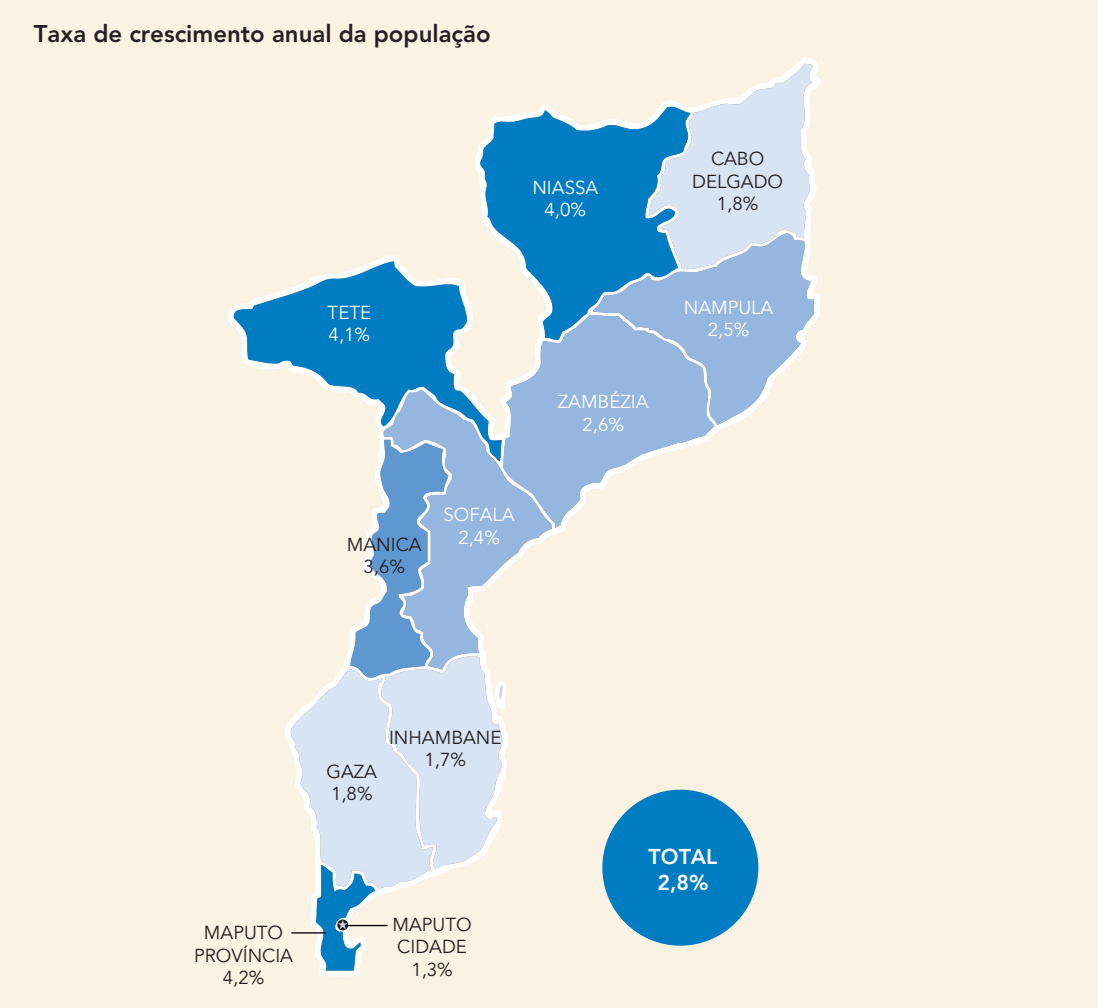 Taxa de crescimento anual da população
CABO
DELGADO
1,8%
NIASSA
4,0%
NAMPULA
2,5%
TETE
4,1%
ZAMBÉZIA
2,6%
SOFALA
2,4%
MANICA
3,6%
INHAMBANE
1,7%
GAZA
1,8%
TOTAL
2,8%
MAPUTO
PROVÍNCIA
4,2%
MAPUTO
CIDADE
1,3%